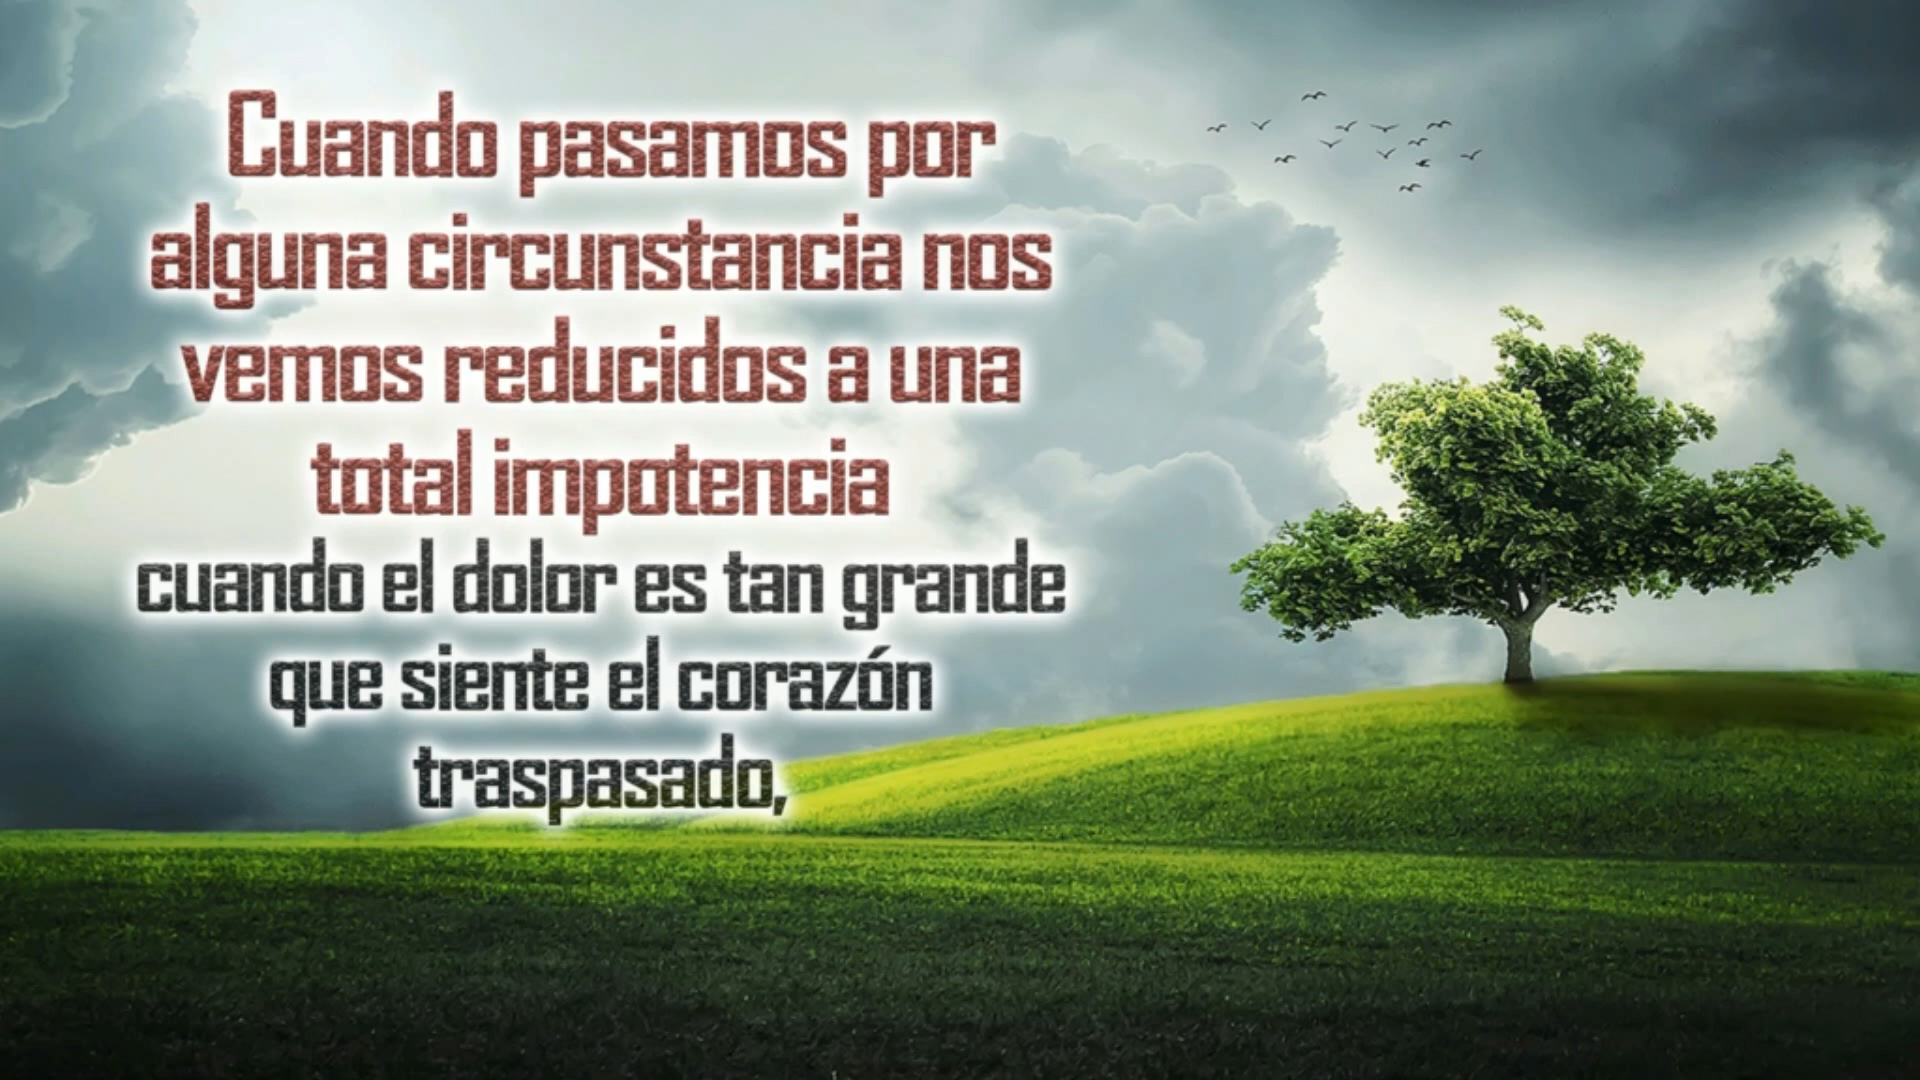 Cuando pasamos por
alguna circunstancia nos
vemos reducidos a una
total impotencia
cuando el dolor es tan grande
que siente el corazón
traspasado,